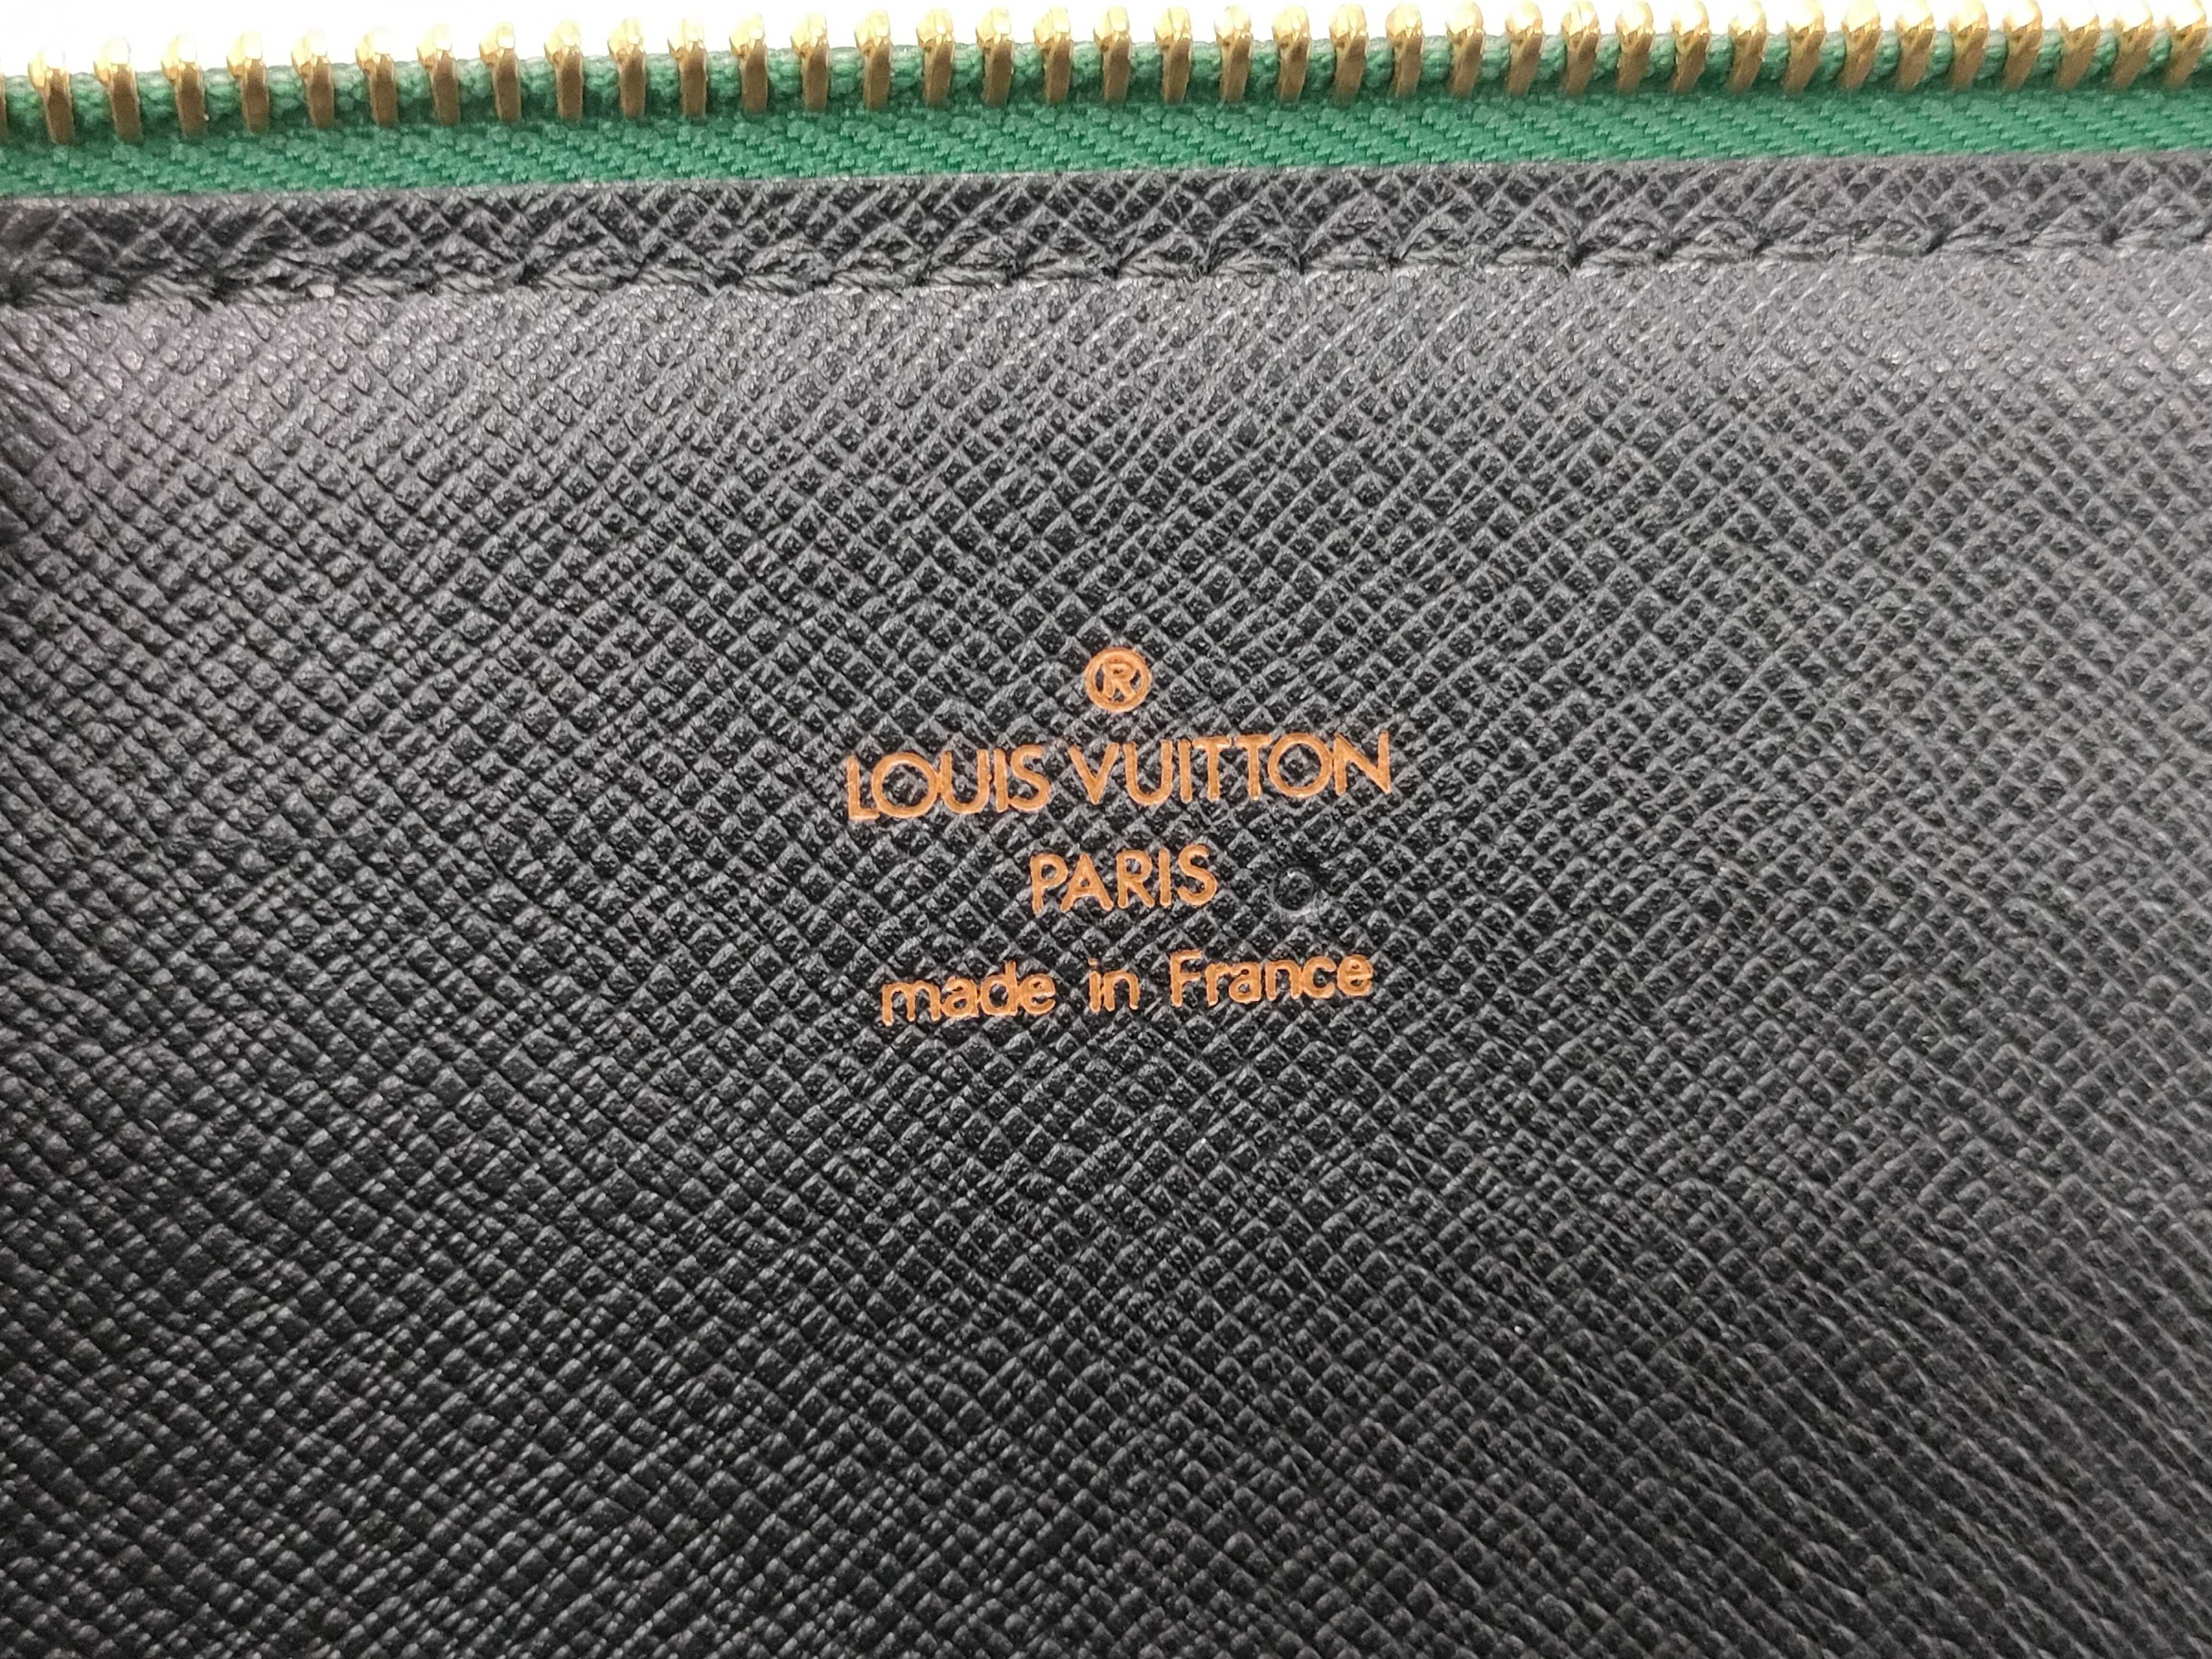 ®
LOUIS VUITTON
PARIS
made in France